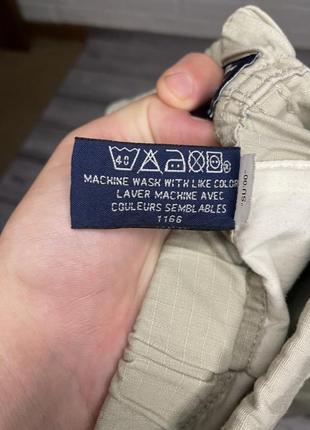 40
MACHINE WASH WITH LIKE COLOR
LAVER MACHINE AVEC
COULEURS SEMBLABLES
1166